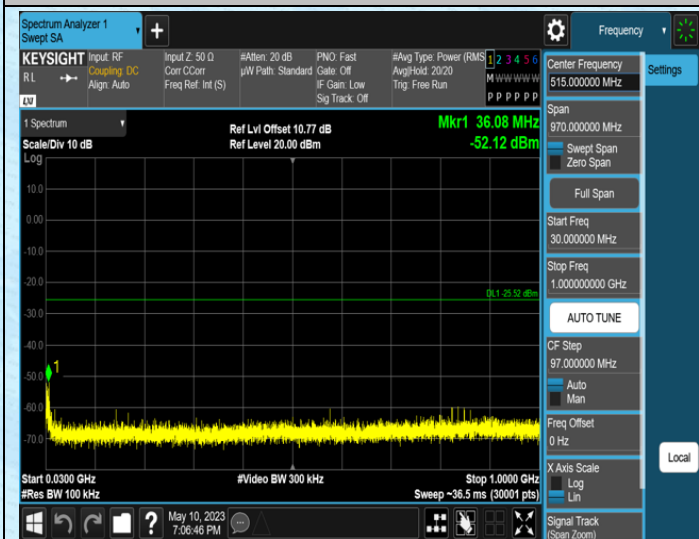 Spectrum Analyzer 1
Swept SA
+
Frequency
KEYSIGHT
R L
LXI
Input: RF
Coupling: DC
Align: Auto
Input Z: 50 Ω
Corr CCorr
Freq Ref: Int (S)
#Atten: 20 dB
µW Path: Standard
PNO: Fast
Gate: Off
IF Gain: Low
Sig Track: Off
#Avg Type: Power (RMS
Avg|Hold: 20/20
Trig: Free Run
1 2 3 4 5 6
M W W W W W
P P P P P P
Settings
Center Frequency
515.000000 MHz
Span
970.000000 MHz
Swept Span
Zero Span
Full Span
Start Freq
30.000000 MHz
Stop Freq
1.000000000 GHz
AUTO TUNE
CF Step
97.000000 MHz
Auto
Man
Freq Offset
0 Hz
X Axis Scale
Log
Lin
Signal Track
(Span Zoom)
Local
1 Spectrum
Scale/Div 10 dB
Log
Ref Lvl Offset 10.77 dB
Ref Level 20.00 dBm
Mkr1 36.08 MHz
-52.12 dBm
10.0
0.00
-10.0
-20.0
DL1 -25.52 dBm
-30.0
-40.0
1
-50.0
-60.0
-70.0
Start 0.0300 GHz
#Res BW 100 kHz
#Video BW 300 kHz
Stop 1.0000 GHz
Sweep ~36.5 ms (30001 pts)
?
May 10, 2023
7:06:46 PM